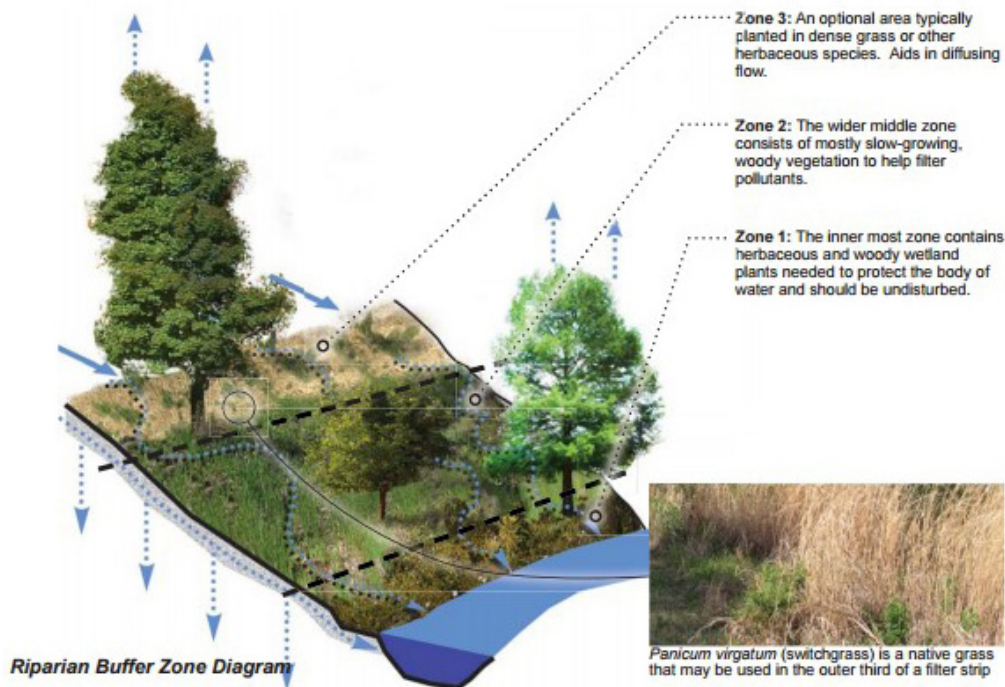 Zone 3: An optional area typically
planted in dense grass or other
herbaceous species. Aids in diffusing
flow.
Zone 2: The wider middle zone
consists of mostly slow-growing,
woody vegetation to help filter
pollutants.
Zone 1: The inner most zone contains
herbaceous and woody wetland
plants needed to protect the body of
water and should be undisturbed.
Riparian Buffer Zone Diagram
Panicum virgatum (switchgrass) is a native grass
that may be used in the outer third of a filter strip